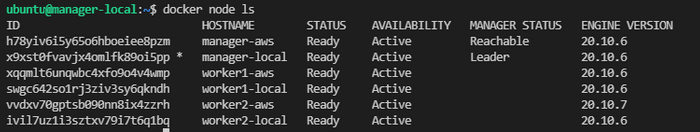 ubuntu@manager-local:~$ docker node ls
ID HOSTNAME STATUS AVAILABILITY MANAGER STATUS ENGINE VERSION
h78yiv6i5y65o6hboeiee8pzm manager-aws Ready Active Reachable 20.10.6
x9xst0fvavjx4omlfk89oi5pp * manager-local Ready Active Leader 20.10.6
xqqmlt6unqwbc4xfo9o4v4wmp worker1-aws Ready Active 20.10.6
swgc642so1rj3ziv3sy6qkndh worker1-local Ready Active 20.10.6
vvdxv70gptsb090nn8ix4zzrh worker2-aws Ready Active 20.10.7
ivil7uz1i3sztxv79i7t6q1bq worker2-local Ready Active 20.10.6